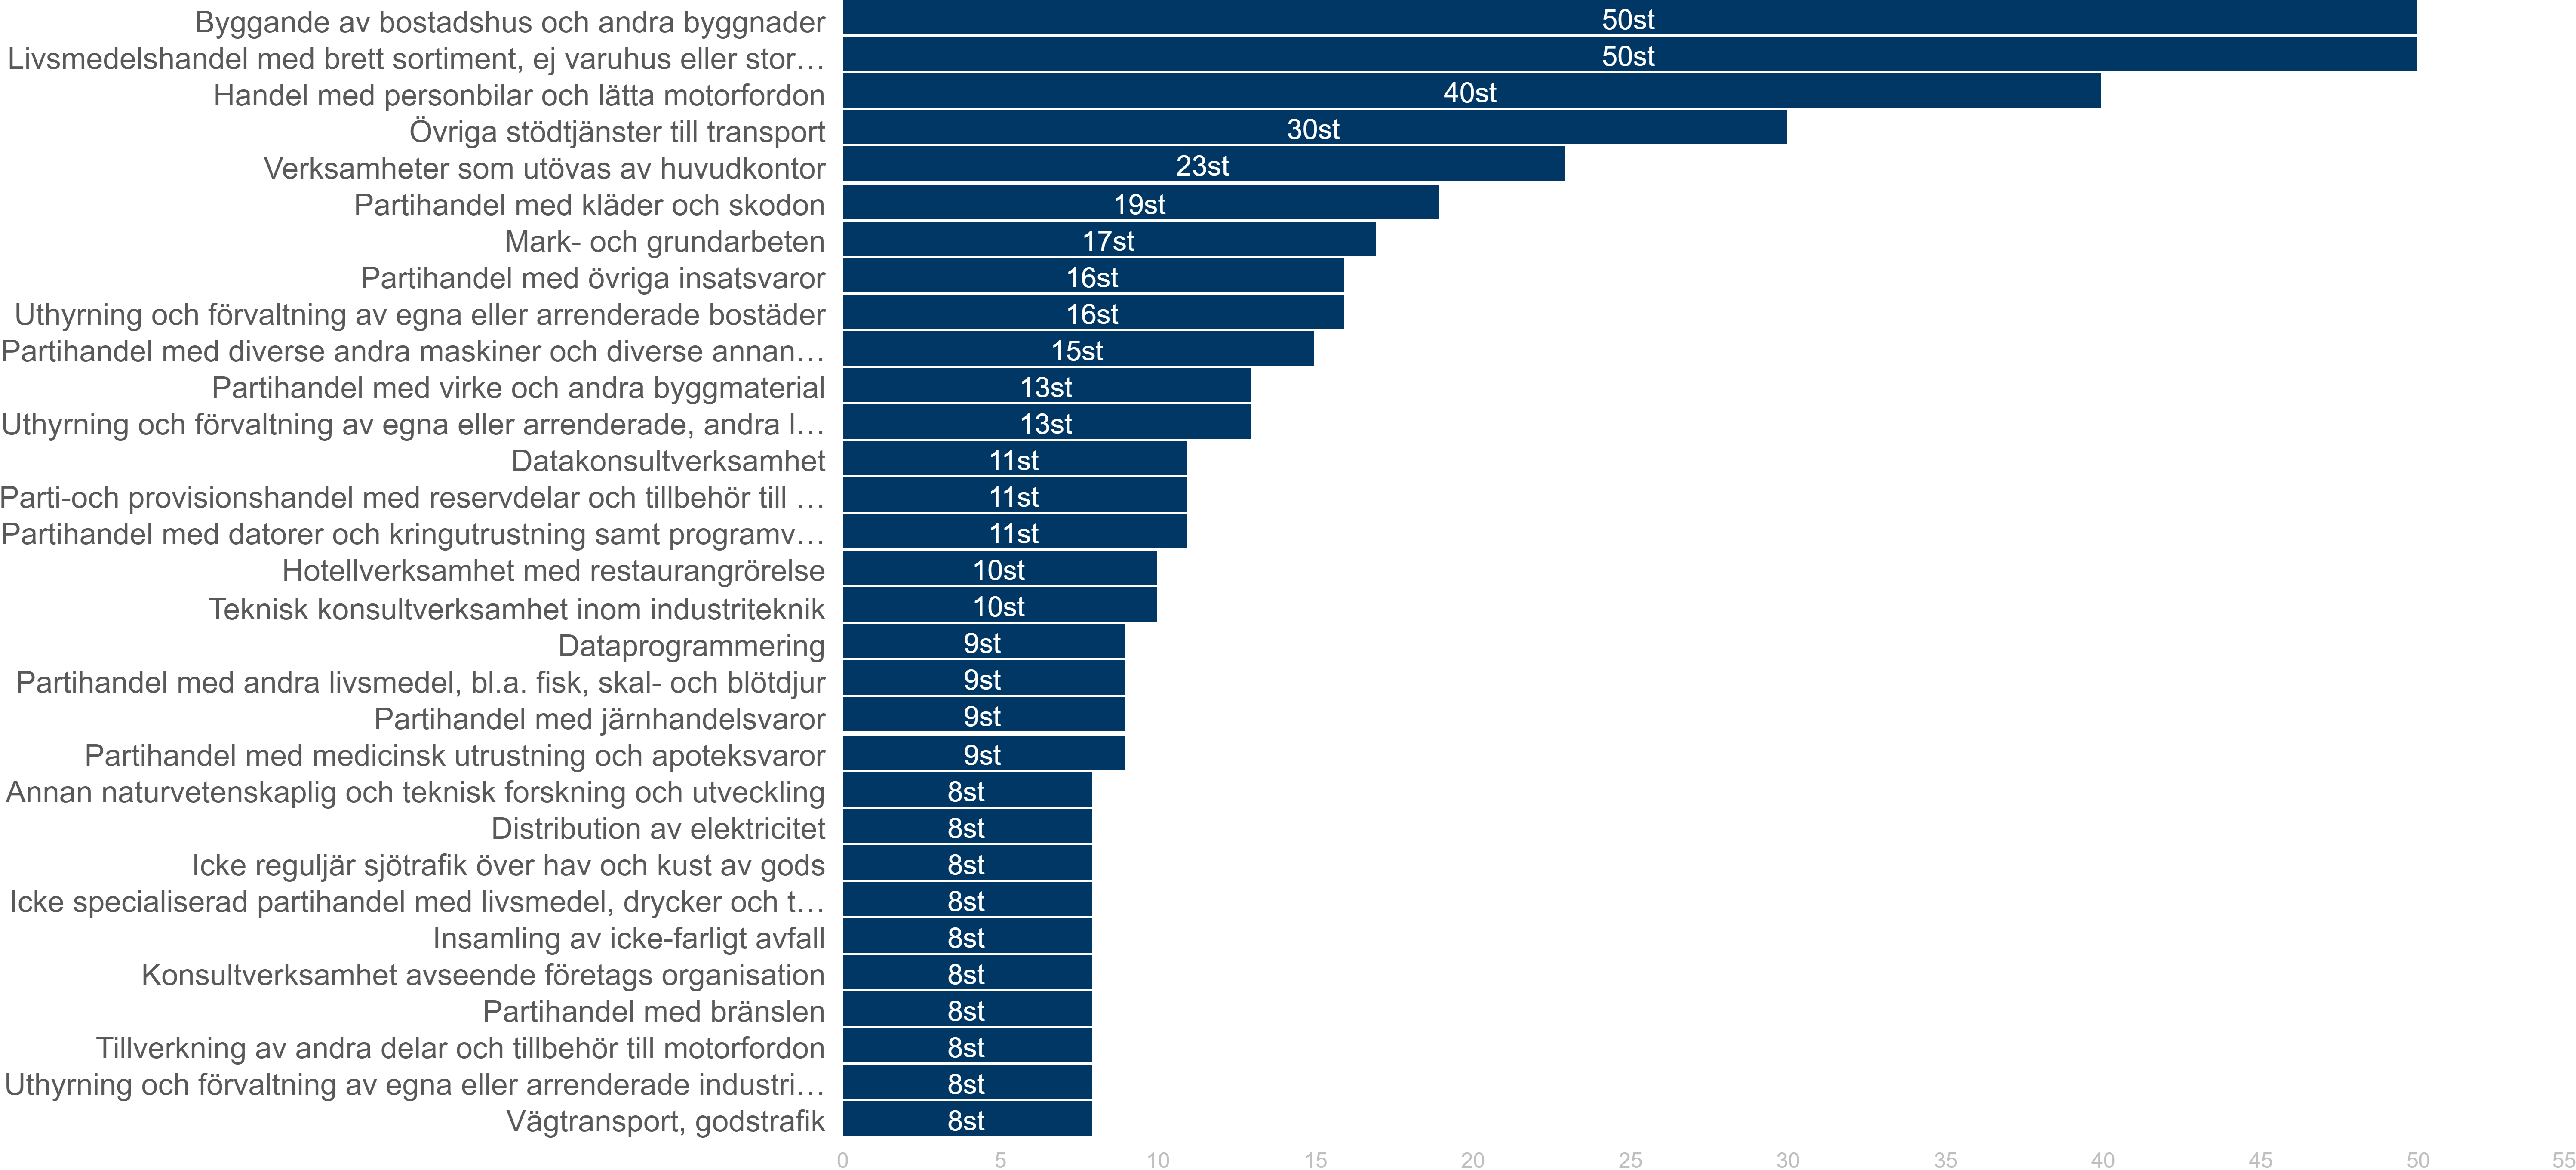 Byggande av bostadshus och andra byggnader 50st
Livsmedelshandel med brett sortiment, ej varuhus eller stor… 50st
Handel med personbilar och lätta motorfordon 40st
Övriga stödtjänster till transport 30st
Verksamheter som utövas av huvudkontor 23st
Partihandel med kläder och skodon 19st
Mark- och grundarbeten 17st
Partihandel med övriga insatsvaror 16st
Uthyrning och förvaltning av egna eller arrenderade bostäder 16st
Partihandel med diverse andra maskiner och diverse annan… 15st
Partihandel med virke och andra byggmaterial 13st
Uthyrning och förvaltning av egna eller arrenderade, andra l… 13st
Datakonsultverksamhet 11st
Parti-och provisionshandel med reservdelar och tillbehör till … 11st
Partihandel med datorer och kringutrustning samt programv… 11st
Hotellverksamhet med restaurangrörelse 10st
Teknisk konsultverksamhet inom industriteknik 10st
Dataprogrammering 9st
Partihandel med andra livsmedel, bl.a. fisk, skal- och blötdjur 9st
Partihandel med järnhandelsvaror 9st
Partihandel med medicinsk utrustning och apoteksvaror 9st
Annan naturvetenskaplig och teknisk forskning och utveckling 8st
Distribution av elektricitet 8st
Icke reguljär sjötrafik över hav och kust av gods 8st
Icke specialiserad partihandel med livsmedel, drycker och t… 8st
Insamling av icke-farligt avfall 8st
Konsultverksamhet avseende företags organisation 8st
Partihandel med bränslen 8st
Tillverkning av andra delar och tillbehör till motorfordon 8st
Uthyrning och förvaltning av egna eller arrenderade industri… 8st
Vägtransport, godstrafik 8st
0 5 10 15 20 25 30 35 40 45 50 55